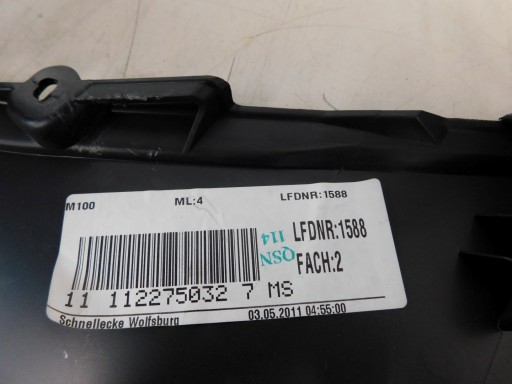 M100 ML:4 LFDNR:1588
LFDNR:1588
QSN
114
FACH:2
11 112275032 7 MS
Schnellecke Wolfsburg 03.05.2011 04:55:00